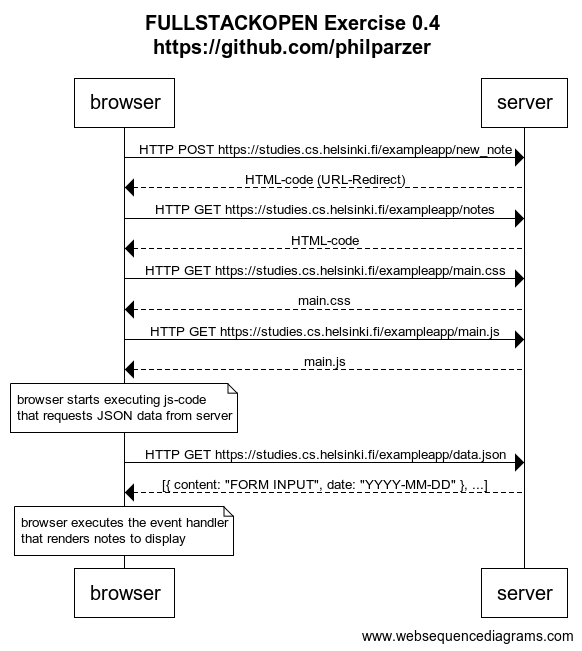 FULLSTACKOPEN Exercise 0.4
https://github.com/philparzer
browser
server
HTTP POST https://studies.cs.helsinki.fi/exampleapp/new_note
HTML-code (URL-Redirect)
HTTP GET https://studies.cs.helsinki.fi/exampleapp/notes
HTML-code
HTTP GET https://studies.cs.helsinki.fi/exampleapp/main.css
main.css
HTTP GET https://studies.cs.helsinki.fi/exampleapp/main.js
main.js
browser starts executing js-code
that requests JSON data from server
HTTP GET https://studies.cs.helsinki.fi/exampleapp/data.json
[{ content: "FORM INPUT", date: "YYYY-MM-DD" }, ...]
browser executes the event handler
that renders notes to display
browser
server
www.websequencediagrams.com